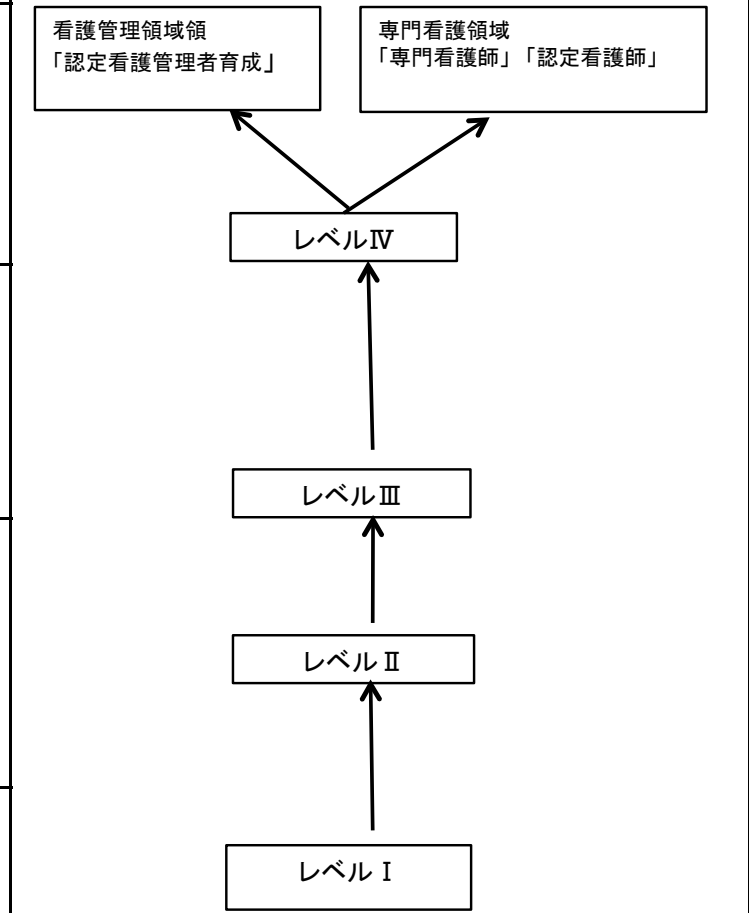 看護管理領域領
「認定看護管理者育成」
専門看護領域
「専門看護師」「認定看護師」
レベルⅣ
レベルⅢ
レベルⅡ
レベルⅠ